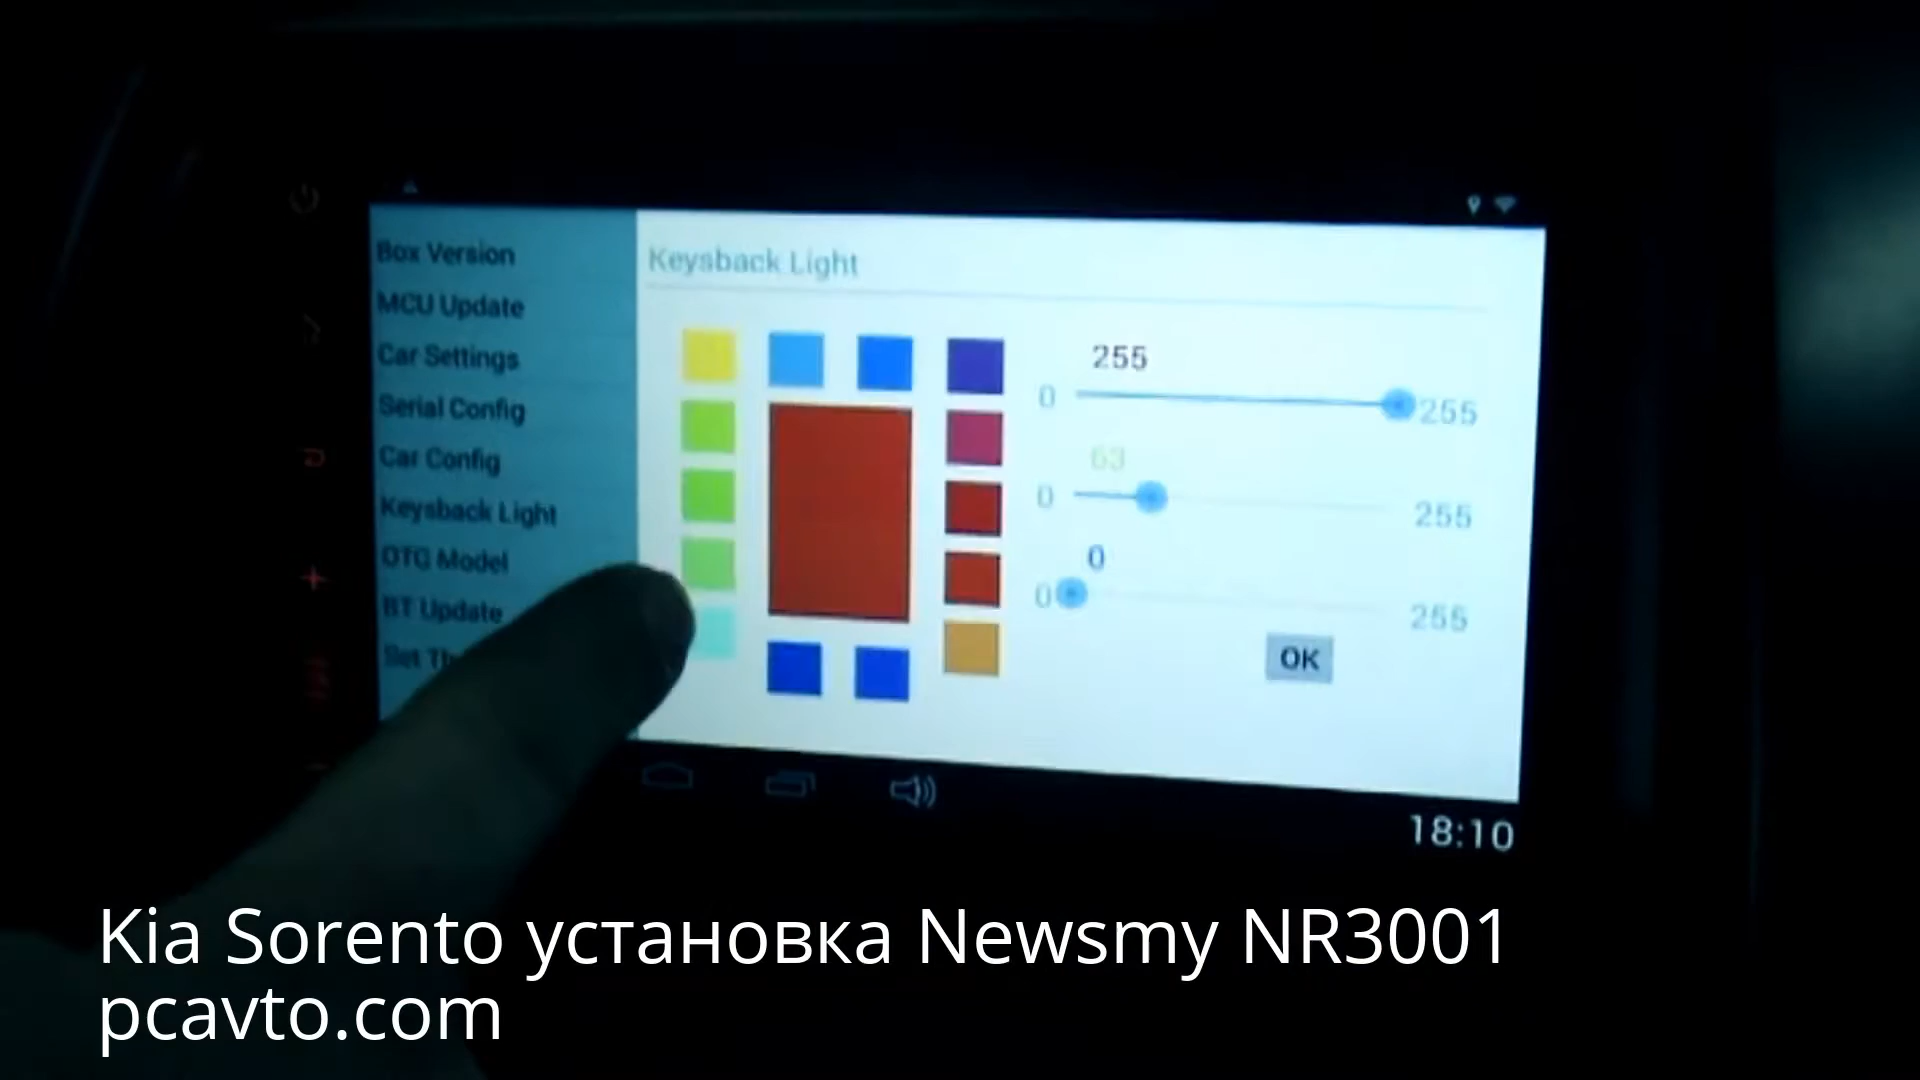 Box Version
MCU Update
Car Settings
Serial Config
Car Config
Keysback Light
OTG Model
BT Update
Set
Keysback Light
255
0 255
63
0 255
0
0 255
OK
18:10
Kia Sorento установка Newsmy NR3001
pcavto.com